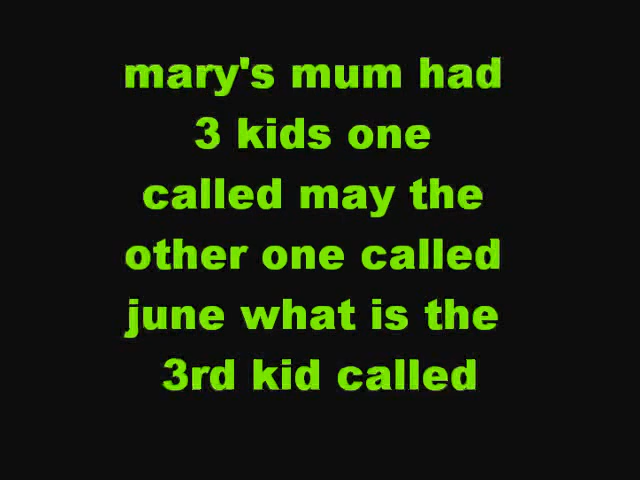 mary's mum had
3 kids one
called may the
other one called
june what is the
3rd kid called